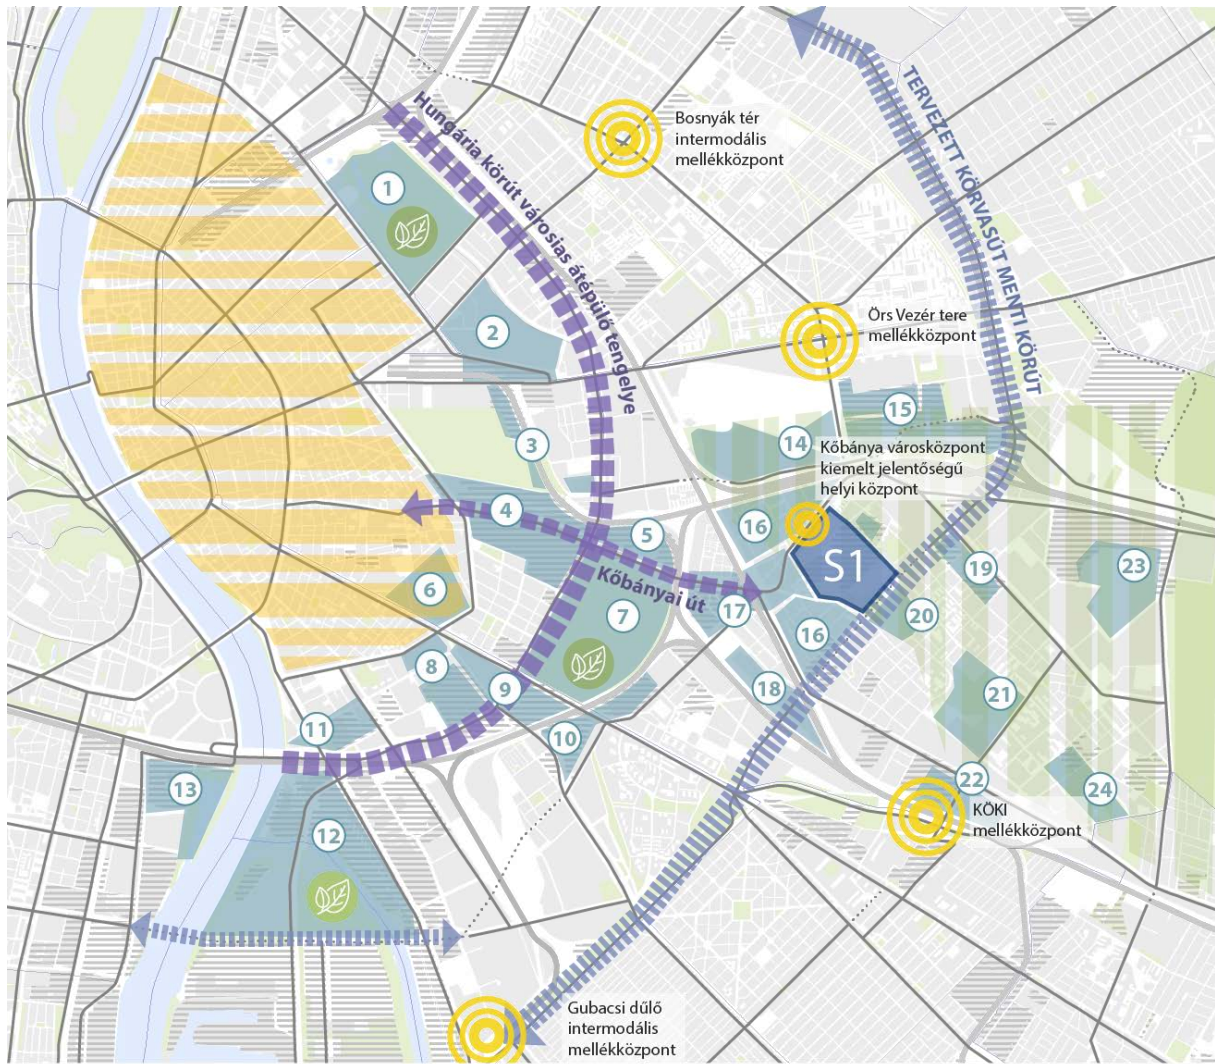 Hungária körút városias átépülő tengelye
TERVEZETT KÖRVASÚT MENTI KÖRÚT
Bosnyák tér
intermodális
mellékközpont
1
2
Örs Vezér tere
mellékközpont
3
14
15
Kőbánya városközpont
kiemelt jelentőségű
helyi központ
4
5
16
S1
6
Kőbányai út
7
17
16
19
20
23
8
9
18
21
10
11
13
22
24
KÖKI
mellékközpont
12
Gubacsi dűlő
intermodális
mellékközpont